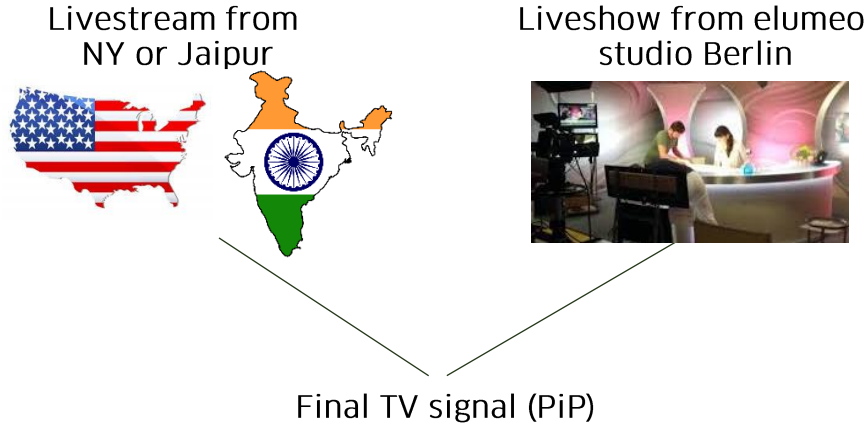 Livestream from
NY or Jaipur
Liveshow from elumeo
studio Berlin
Final TV signal (PiP)